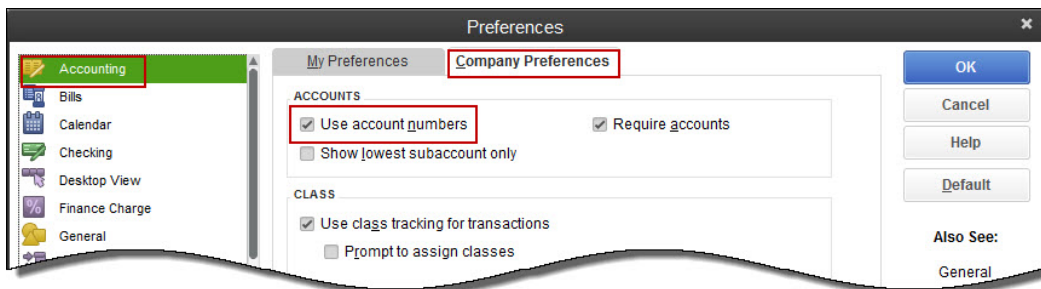 Preferences
Accounting
Bills
Calendar
Checking
Desktop View
Finance Charge
General
My Preferences
Company Preferences
ACCOUNTS
Use account numbers
Require accounts
Show lowest subaccount only
CLASS
Use class tracking for transactions
Prompt to assign classes
OK
Cancel
Help
Default
Also See:
General